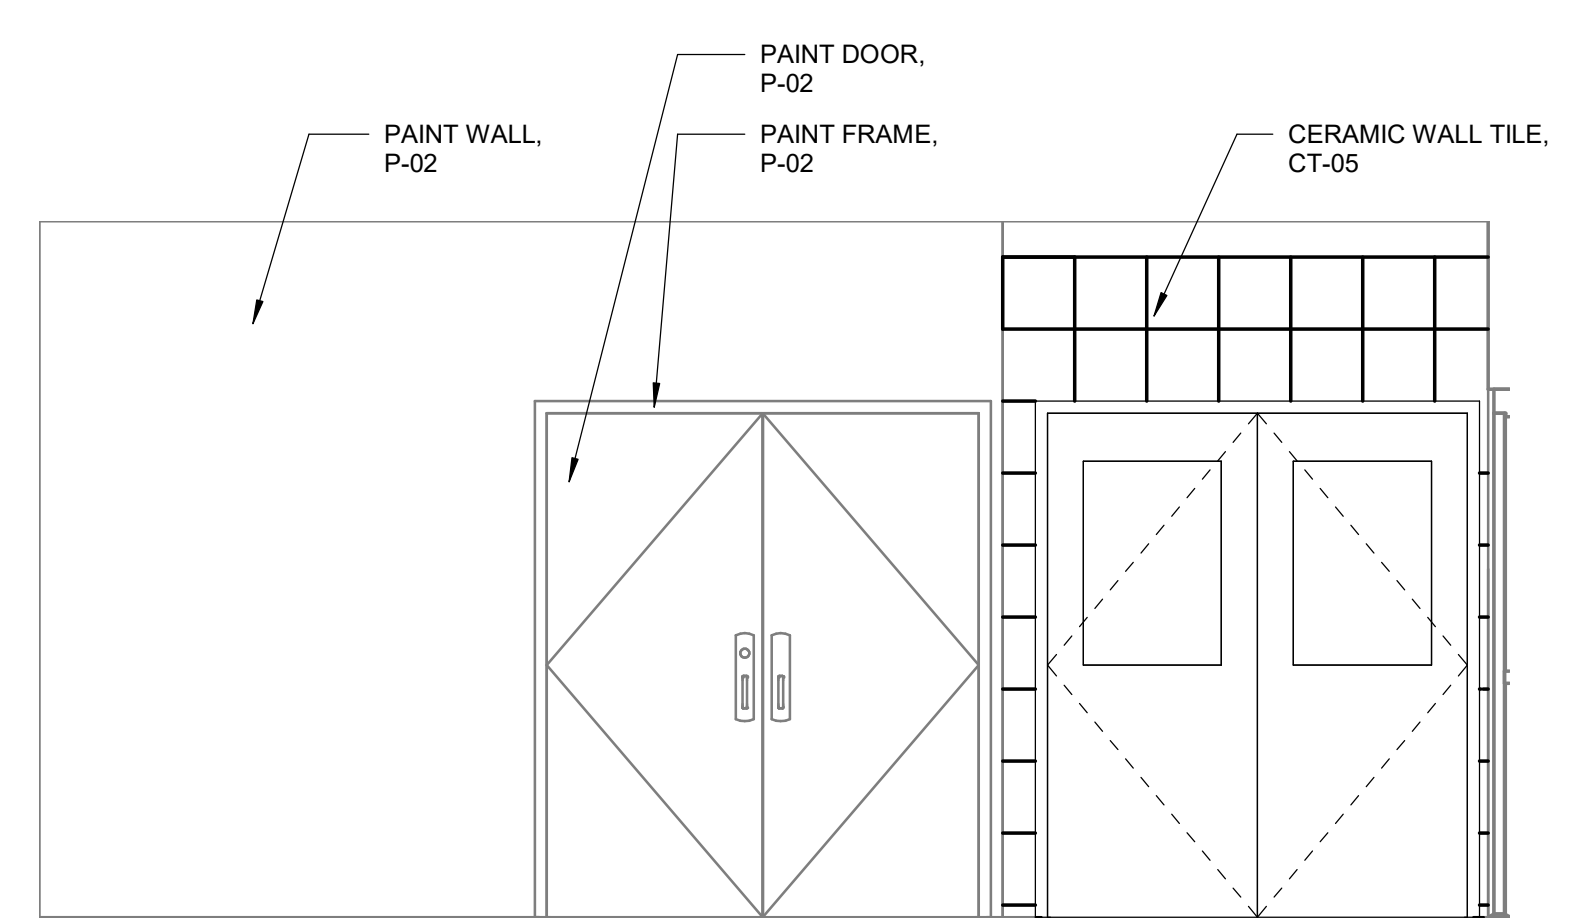 PAINT DOOR,
P-02
PAINT WALL,
P-02
PAINT FRAME,
P-02
CERAMIC WALL TILE,
CT-05